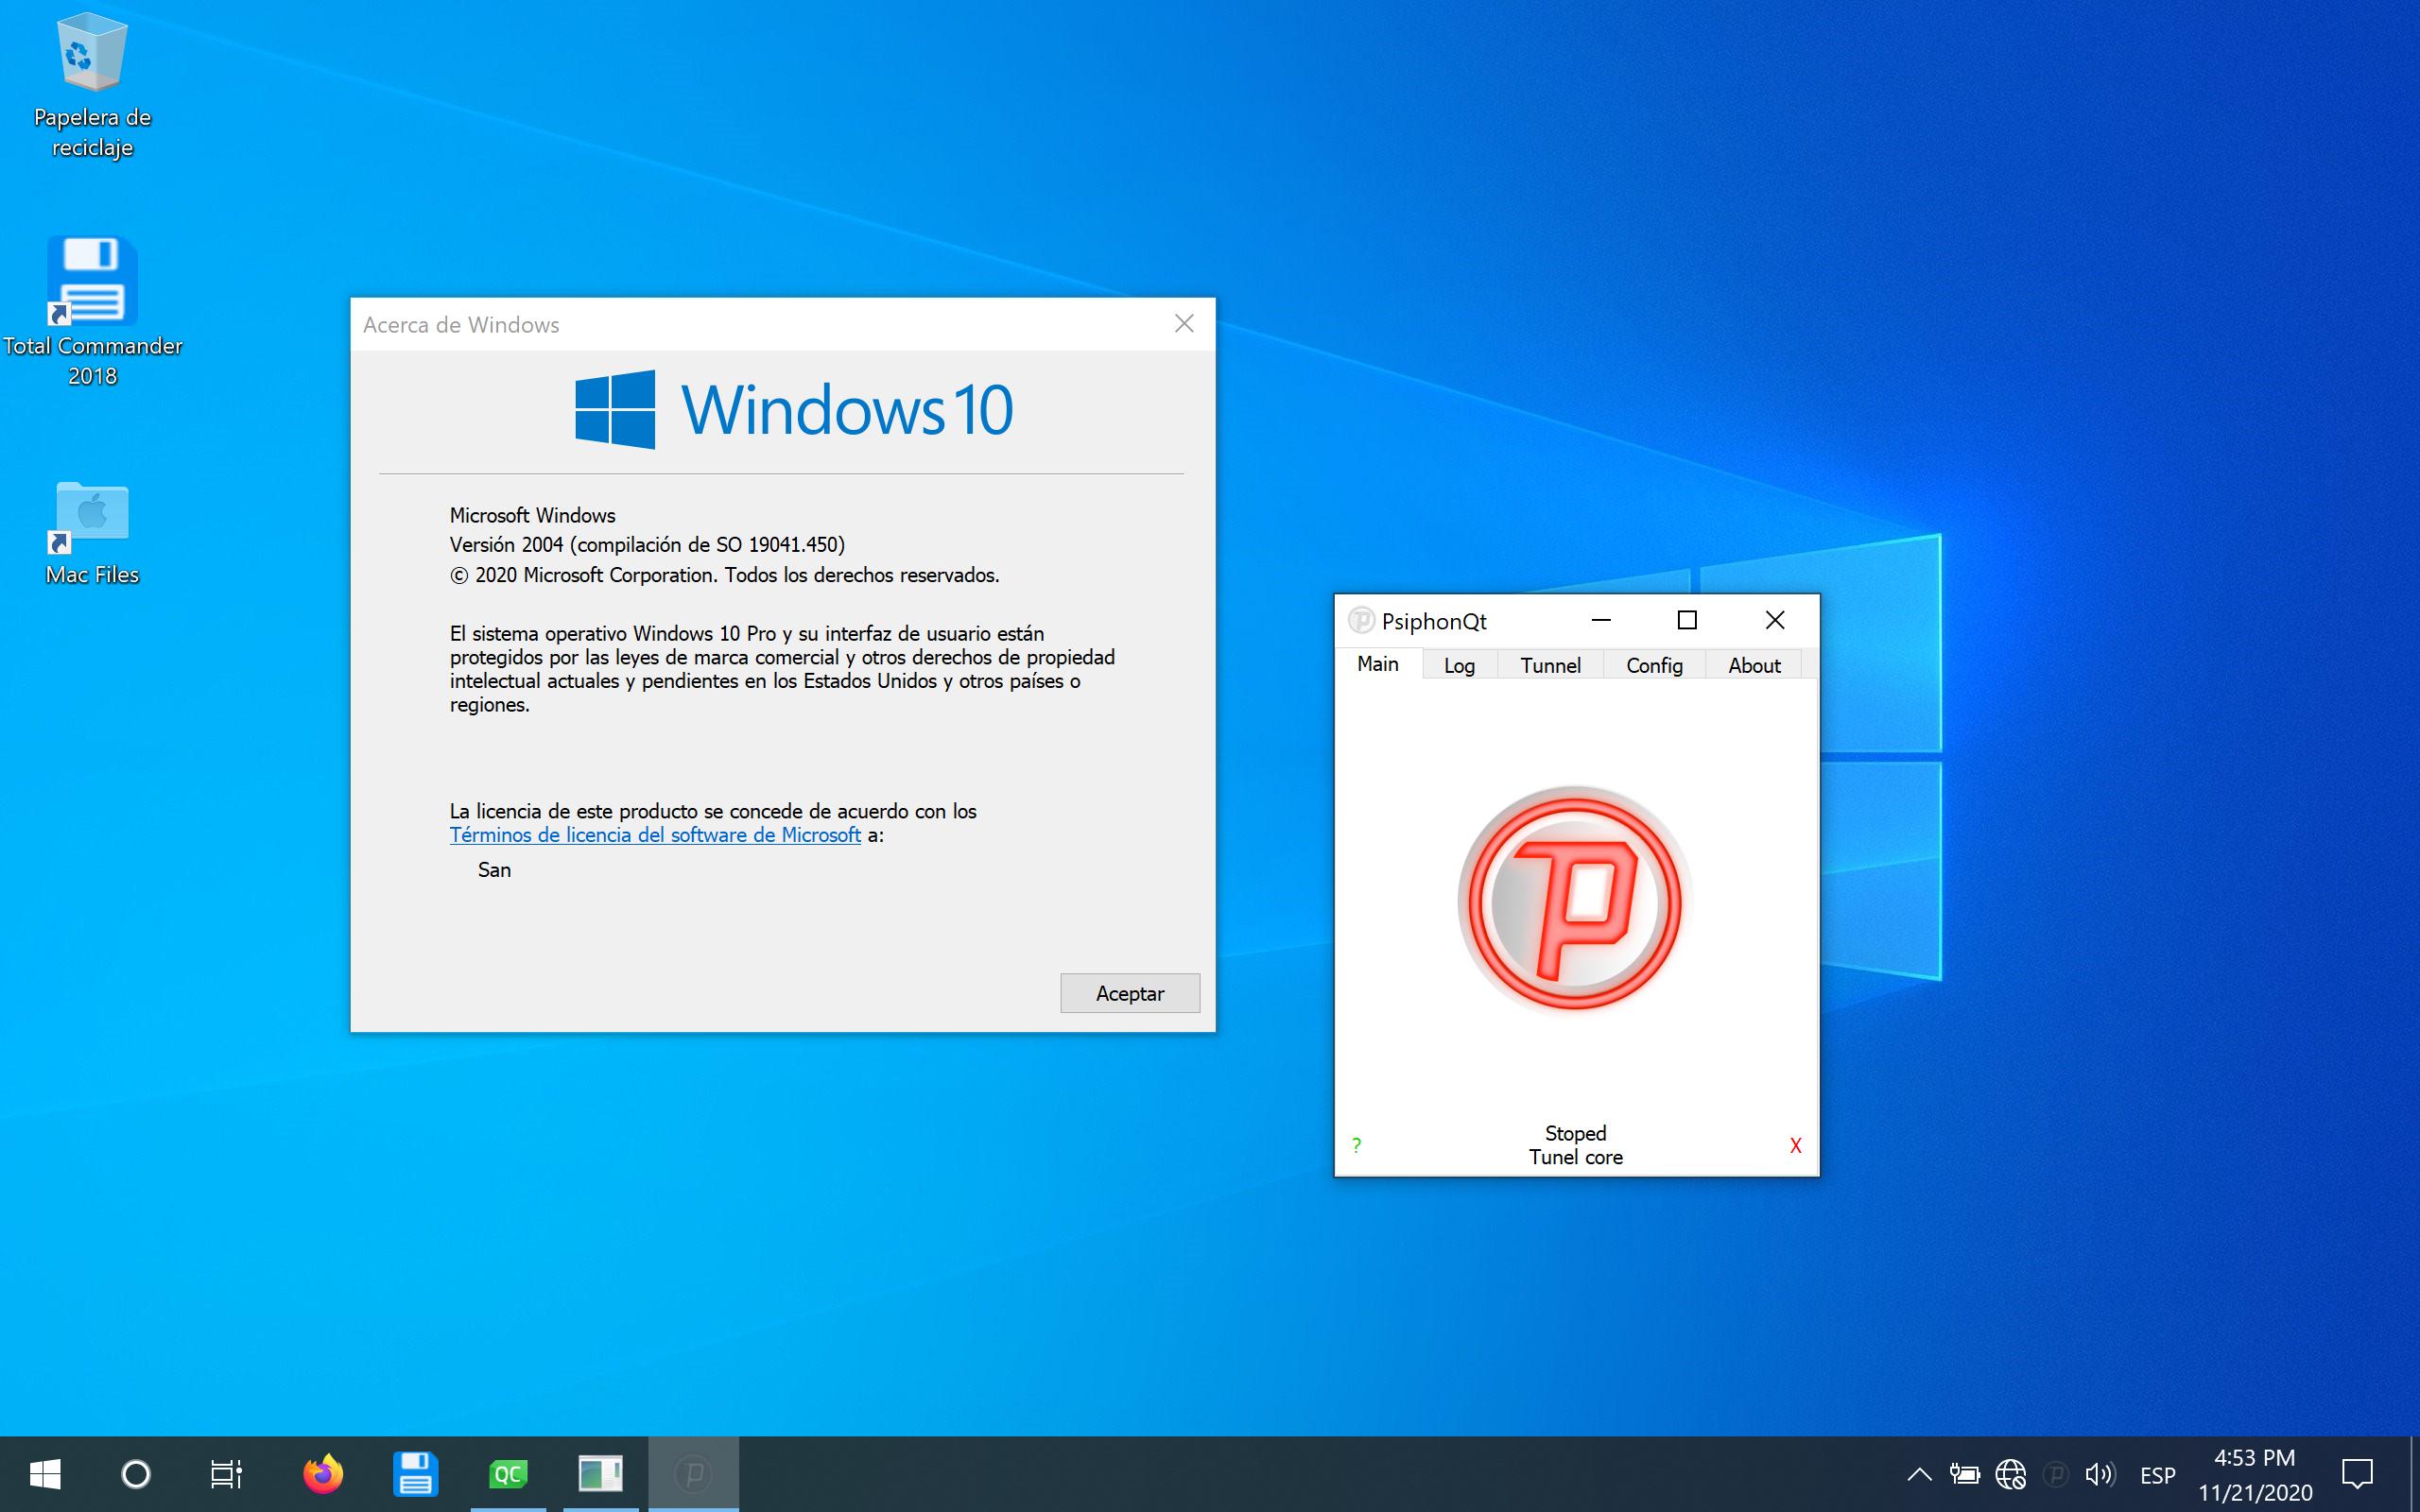 Papelera de
reciclaje
Total Commander
2018
Mac Files
Acerca de Windows
Windows 10
Microsoft Windows
Versión 2004 (compilación de SO 19041.450)
© 2020 Microsoft Corporation. Todos los derechos reservados.
El sistema operativo Windows 10 Pro y su interfaz de usuario están
protegidos por las leyes de marca comercial y otros derechos de propiedad
intelectual actuales y pendientes en los Estados Unidos y otros países o
regiones.
La licencia de este producto se concede de acuerdo con los
Términos de licencia del software de Microsoft a:
San
Aceptar
PsiphonQt
Main Log Tunnel Config About
P
Stoped
? X
Tunel core
QC
ESP
4:53 PM
11/21/2020